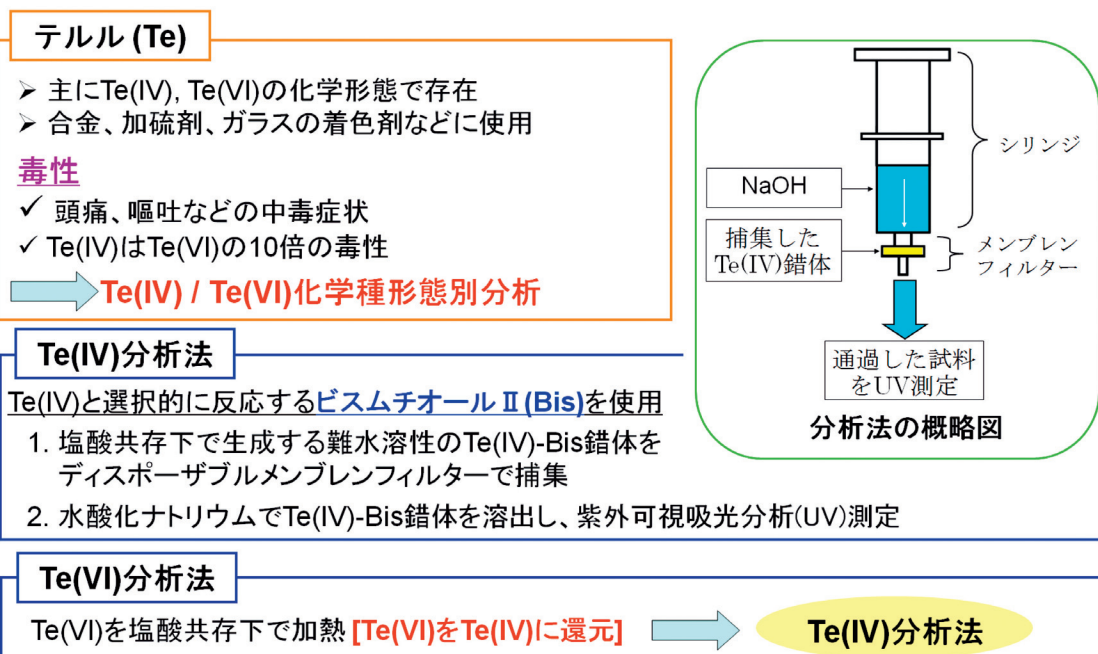 テルル (Te)
➢ 主にTe(IV), Te(VI)の化学形態で存在
➢ 合金、加硫剤、ガラスの着色剤などに使用
毒性
✓ 頭痛、嘔吐などの中毒症状
✓ Te(IV)はTe(VI)の10倍の毒性
Te(IV) / Te(VI)化学種形態別分析
シリンジ
NaOH
捕集した
Te(IV)錯体
メンブレン
フィルター
通過した試料
をUV測定
分析法の概略図
Te(IV)分析法
Te(IV)と選択的に反応するビスムチオールⅡ(Bis)を使用
1. 塩酸共存下で生成する難水溶性のTe(IV)-Bis錯体を
ディスポーザブルメンブレンフィルターで捕集
2. 水酸化ナトリウムでTe(IV)-Bis錯体を溶出し、紫外可視吸光分析(UV)測定
Te(VI)分析法
Te(VI)を塩酸共存下で加熱 [Te(VI)をTe(IV)に還元]
Te(IV)分析法